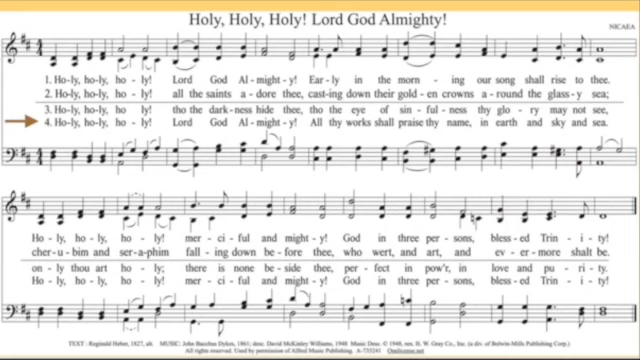 Holy, Holy, Holy! Lord God Almighty!
NICAEA
1. Ho-ly, ho-ly, ho - ly! Lord God Al-might-y! Ear-ly in the morn - ing our song shall rise to thee.
2. Ho-ly, ho-ly, ho - ly! all the saints a-dore thee, cast-ing down their gold-en crowns a-round the glass-y sea;
3. Ho-ly, ho-ly, ho - ly! tho the dark-ness hide thee, tho the eye of sin-ful-ness thy glo-ry may not see,
4. Ho-ly, ho-ly, ho - ly! Lord God Al-might-y! All thy works shall praise thy name, in earth and sky and sea,
Ho-ly, ho-ly, ho - ly! mer-ci-ful and might-y! God in three per-sons, bless-ed Trin-i-ty!
cher-u-bim and ser-a-phim fall-ing down be-fore thee, who wert, and art, and ev-er-more shalt be.
on-ly thou art ho-ly; there is none be-side thee, per-fect in pow'r, in love and pu-ri-ty.
Ho-ly, ho-ly, ho-ly! mer-ci-ful and might-y! God in three per-sons, bless-ed Trin-i-ty!
TEXT: Reginald Heber, 1827, alt. MUSIC: John Bacchus Dykes, 1861; desc. David McKinley Williams, 1948 Music Desc. © 1948, ren. H. W. Gray Co., Inc. (a div. of Belwin-Mills Publishing Corp.)
All rights reserved. Used by permission of Alfred Music Publishing. A-735241 Onelicense.net